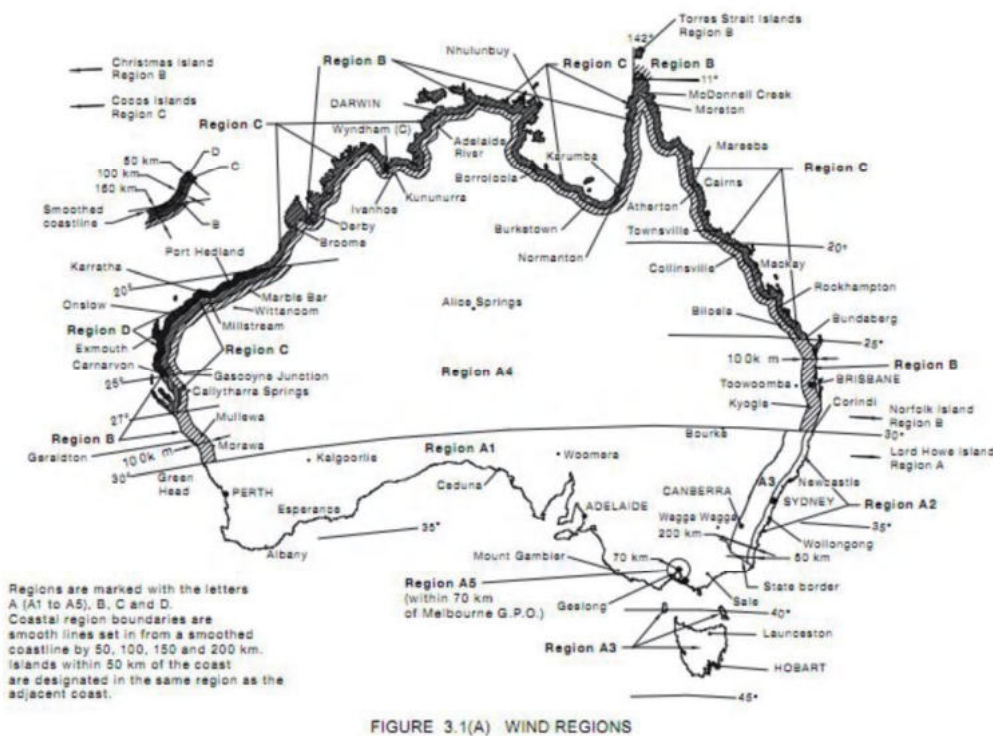 Torres Strait Islands
Region B
142°
Nhulunbuy
Region B
Region C
Region B
11°
McDonnell Creek
Moreton
Christmas Island
Region B
Cocos Islands
Region C
DARWIN
Wyndham (C)
Region C
Adelaide
River
Karumba
Mareeba
Region C
D
50 km
C
100 km
150 km
Smoothed
coastline
B
Borroloola
Cairns
Kununurra
Ivanhoe
Atherton
Derby
Broome
Burketown
Townsville
Port Hedland
Normanton
20°
Collinsville
Mackay
Karratha
20°
Marble Bar
Wittanoom
Alice Springs
Rockhampton
Onslow
Millstream
Biloela
Bundaberg
Region D
Exmouth
Region C
25°
100k m
Region B
Carnarvon
25°
Gascoyne Junction
Region A4
Toowoomba
BRISBANE
Callytharra Springs
Kyogle
Corindi
27°
Mullewa
Norfolk Island
Region B
Region B
Bourke
30°
Geraldton
100k m
Morawa
Region A1
Lord Howe Island
Region A
30°
Kalgoorlie
Woomera
Green
Head
A3
Newcastle
PERTH
Ceduna
CANBERRA
SYDNEY
Region A2
Esperance
ADELAIDE
Wagga Wagga
35°
35°
200 km
Wollongong
Albany
Mount Gambier
70 km
50 km
Region A5
(within 70 km
of Melbourne G.P.O.)
State border
Geelong
Sale
40°
Launceston
Region A3
HOBART
45°
Regions are marked with the letters
A (A1 to A5), B, C and D.
Coastal region boundaries are
smooth lines set in from a smoothed
coastline by 50, 100, 150 and 200 km.
Islands within 50 km of the coast
are designated in the same region as the
adjacent coast.
FIGURE 3.1(A) WIND REGIONS